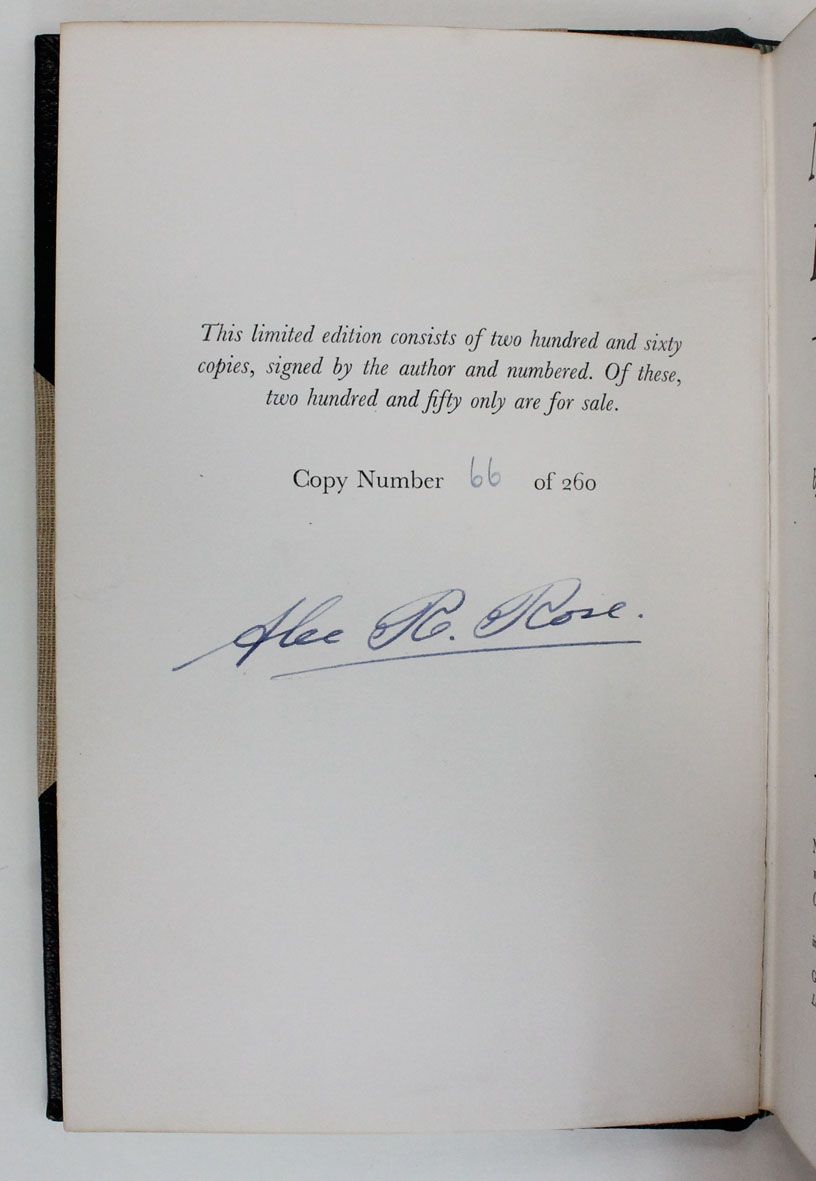 This limited edition consists of two hundred and sixty
copies, signed by the author and numbered. Of these,
two hundred and fifty only are for sale.
Copy Number 66 of 260
Alec R. Rose.